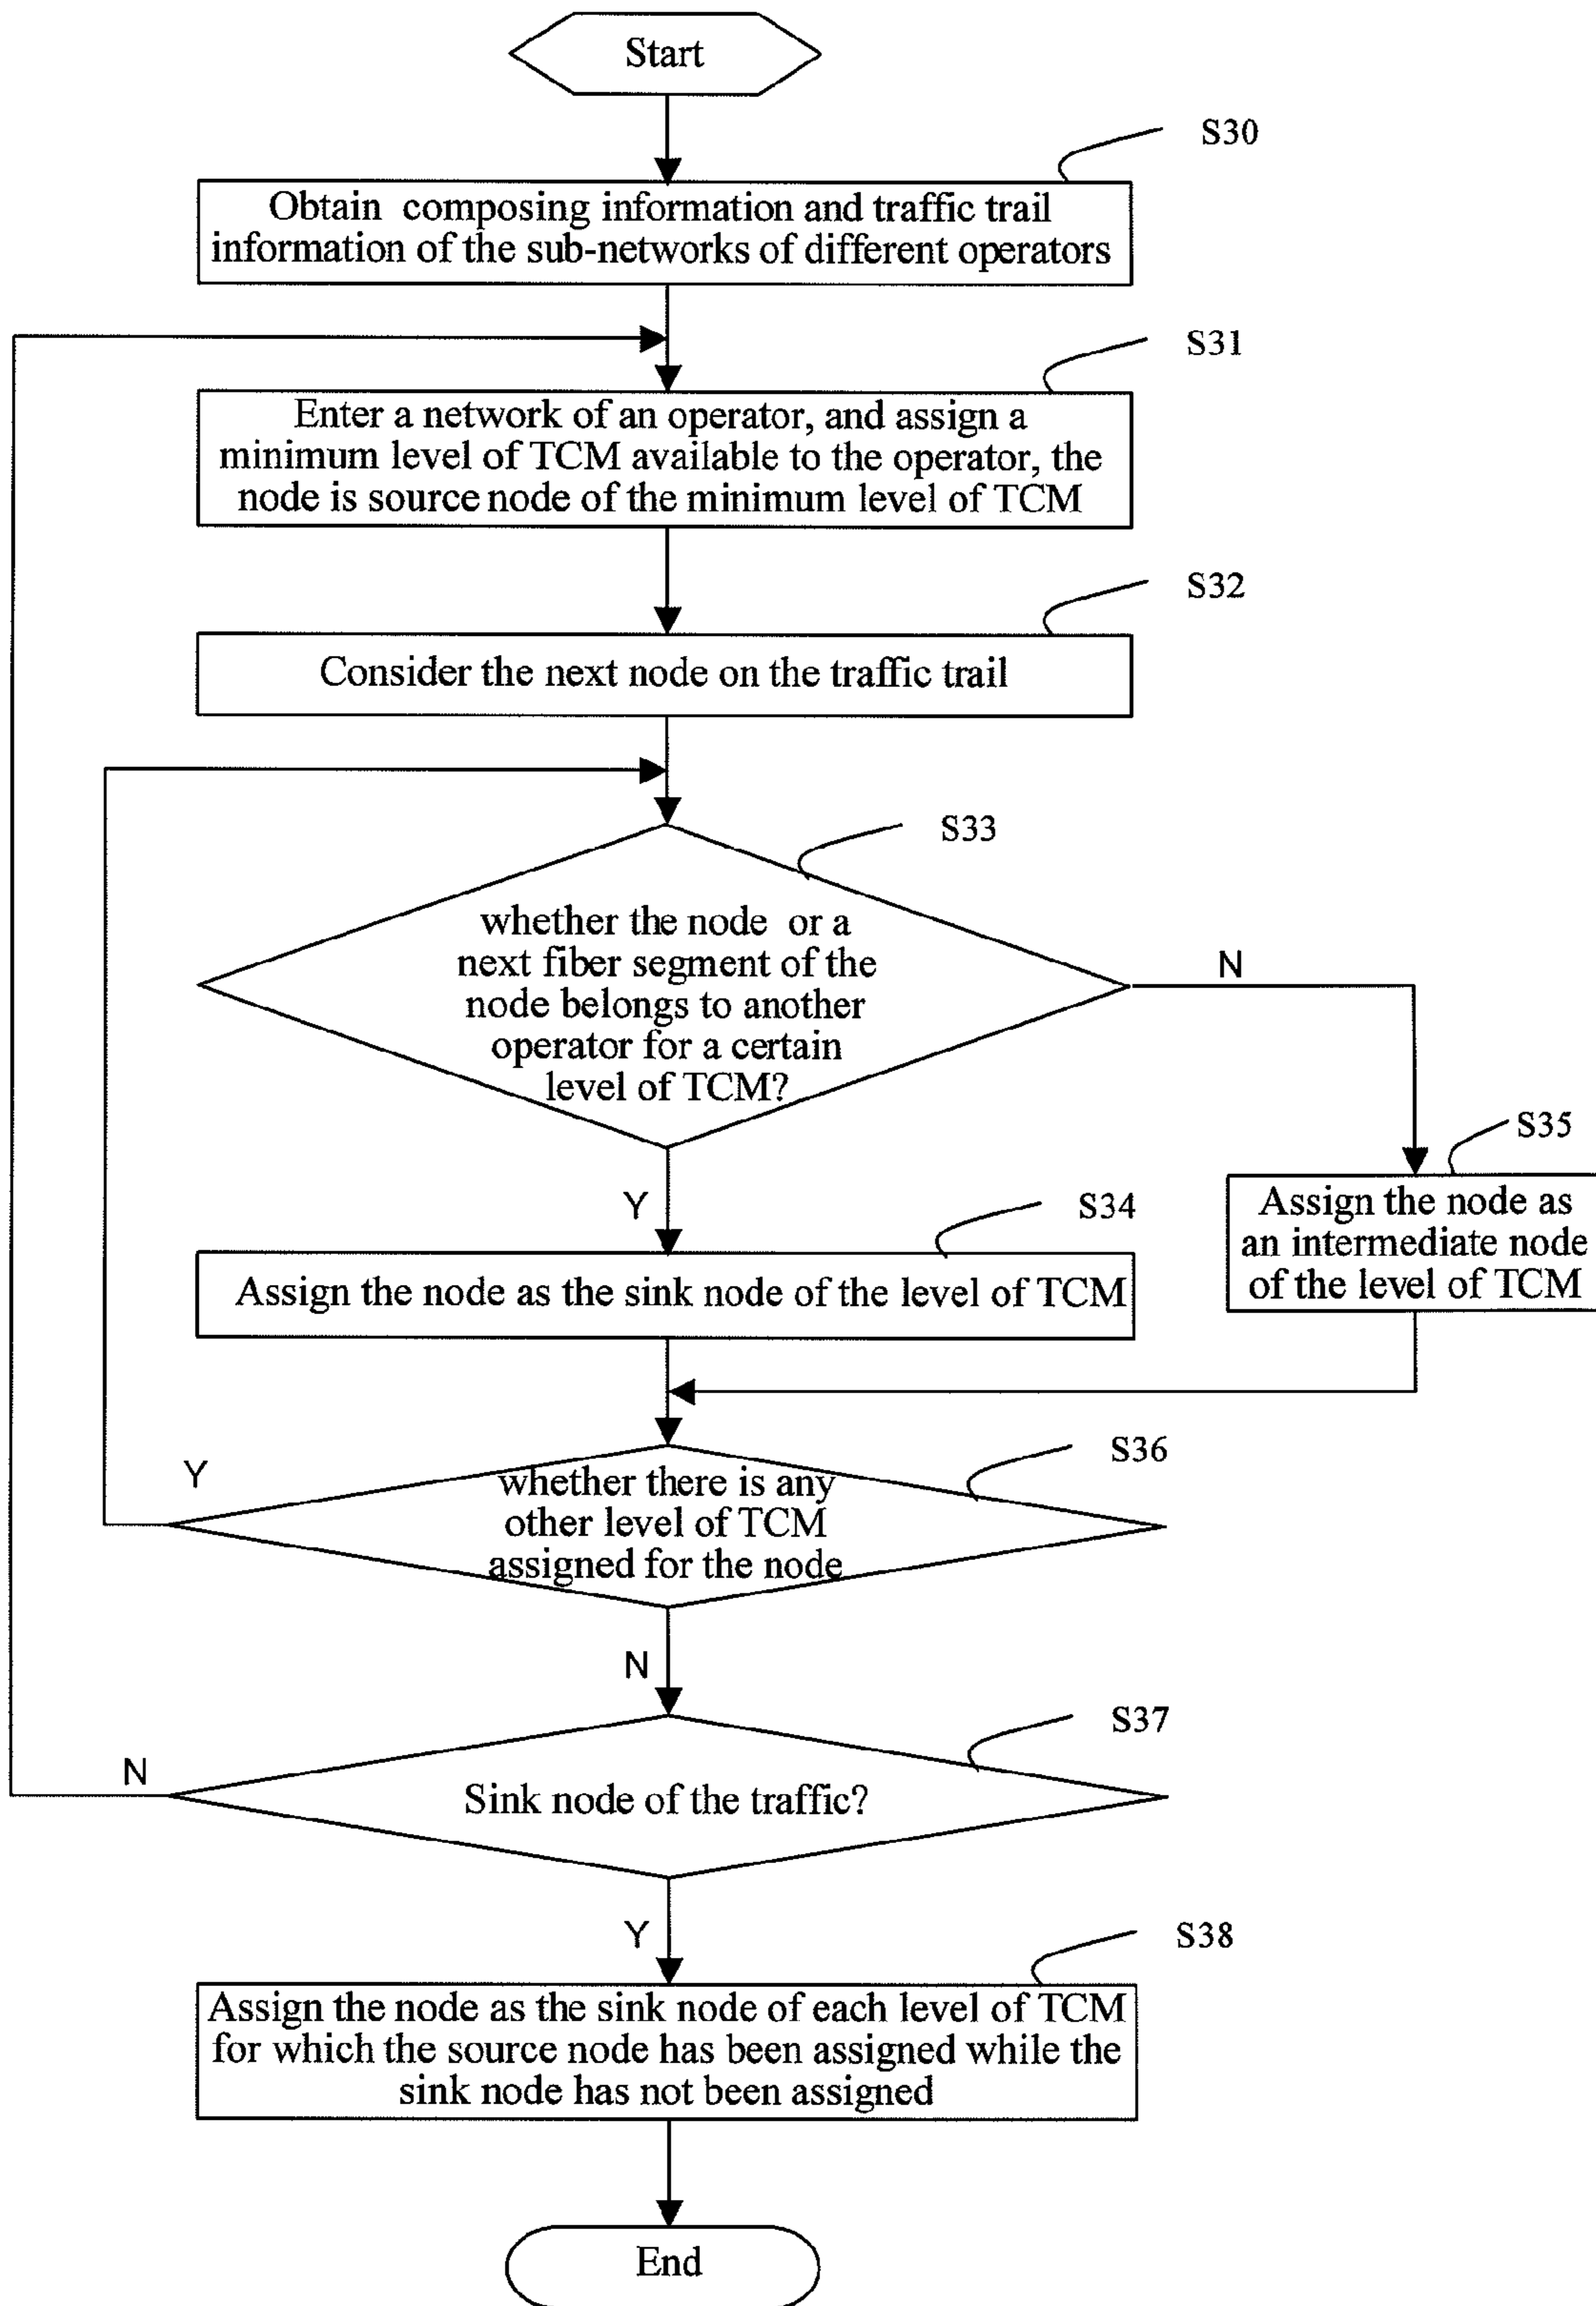 Start
S30
Obtain composing information and traffic trail
information of the sub-networks of different operators
S31
Enter a network of an operator, and assign a
minimum level of TCM available to the operator, the
node is source node of the minimum level of TCM
S32
Consider the next node on the traffic trail
S33
whether the node or a
next fiber segment of the
node belongs to another
operator for a certain
level of TCM?
N
Y
S34
Assign the node as the sink node of the level of TCM
S35
Assign the node as
an intermediate node
of the level of TCM
S36
Y
whether there is any
other level of TCM
assigned for the node
N
S37
N
Sink node of the traffic?
Y
S38
Assign the node as the sink node of each level of TCM
for which the source node has been assigned while the
sink node has not been assigned
End